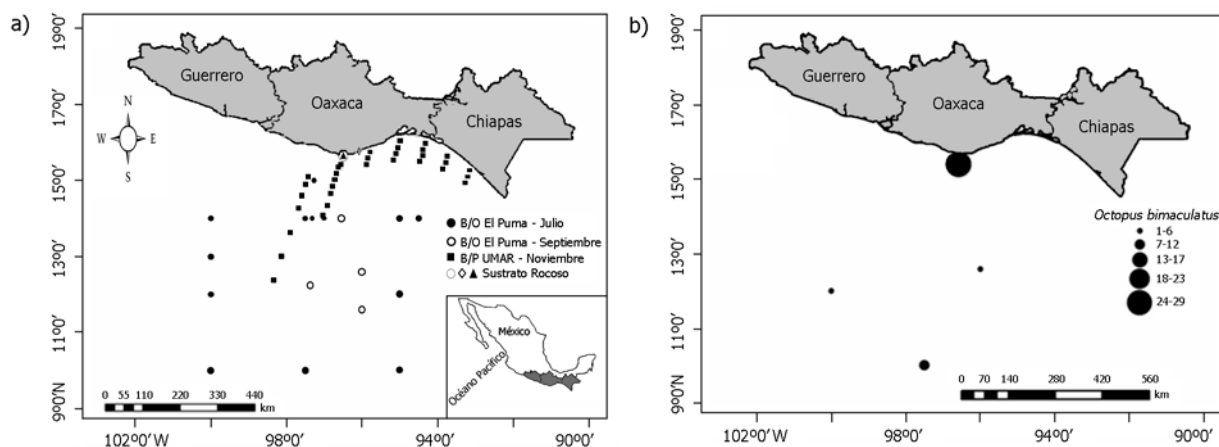 a)
19º0'
17º0'
15º0'
13º0'
11º0'
9º0'N
Guerrero
Oaxaca
Chiapas
N
W E
S
B/O El Puma - Julio
B/O El Puma - Septiembre
B/P UMAR - Noviembre
Sustrato Rocoso
México
Océano Pacífico
0 55 110 220 330 440
km
102º0'W 98º0' 94º0' 90º0'
b)
19º0'
17º0'
15º0'
13º0'
11º0'
9º0'N
Guerrero
Oaxaca
Chiapas
Octopus bimaculatus
1-6
7-12
13-17
18-23
24-29
0 70 140 280 420 560
km
102º0'W 98º0' 94º0' 90º0'